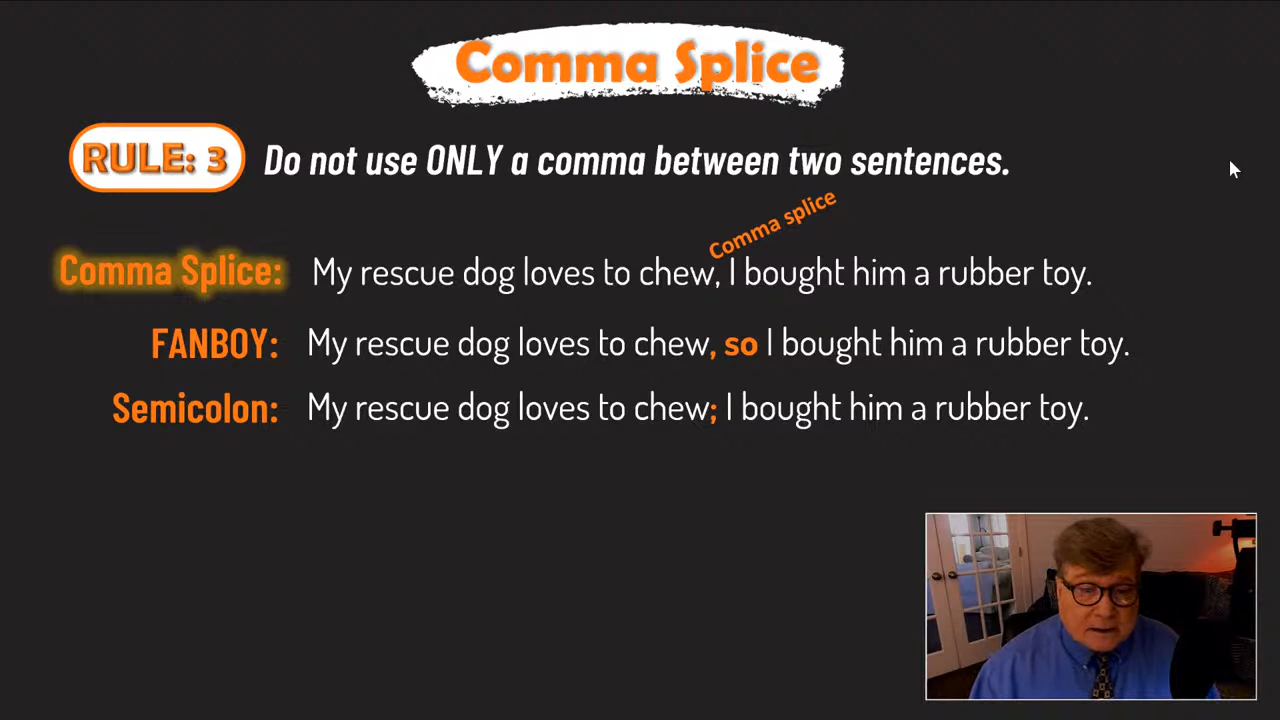 Comma Splice
RULE: 3 Do not use ONLY a comma between two sentences.
Comma splice
Comma Splice: My rescue dog loves to chew, I bought him a rubber toy.
FANBOY: My rescue dog loves to chew, so I bought him a rubber toy.
Semicolon: My rescue dog loves to chew; I bought him a rubber toy.